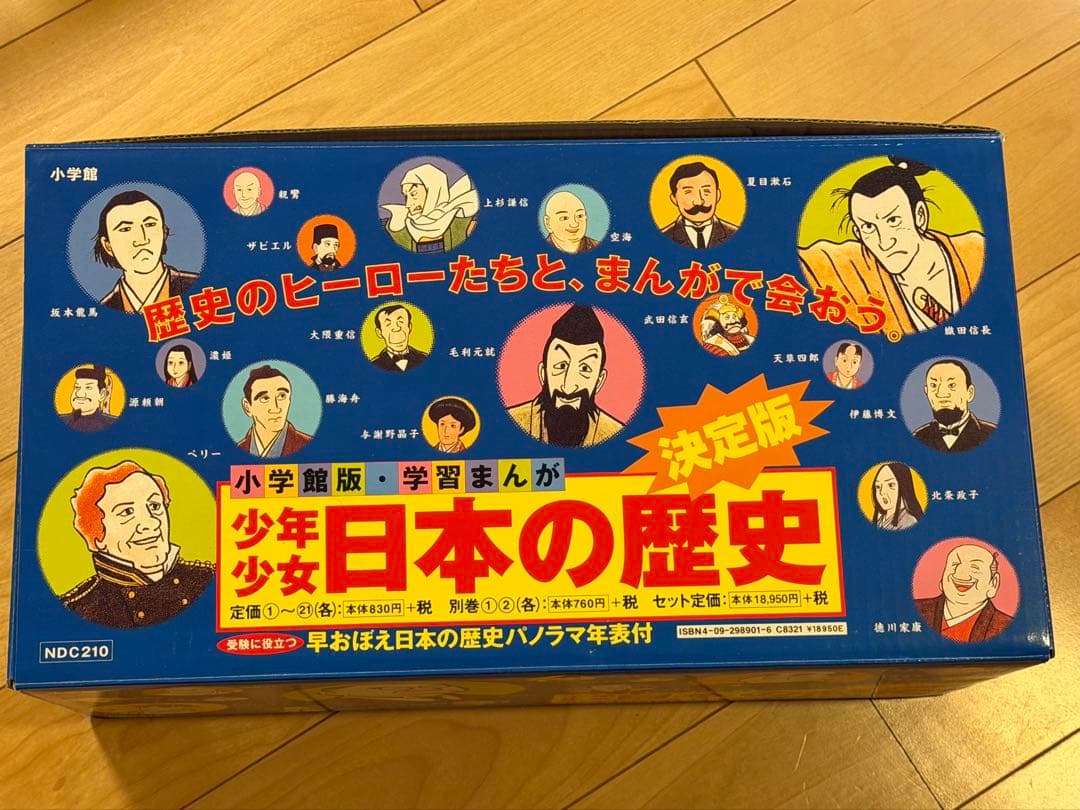 小学館
親鸞
上杉謙信
夏目漱石
ザビエル
空海
歴史のヒーローたちと、まんがで会おう。
坂本龍馬
大隈重信
毛利元就
武田信玄
織田信長
濃姫
天草四郎
源頼朝
勝海舟
与謝野晶子
伊藤博文
ペリー
決定版
小学館版・学習まんが
北条政子
少年少女日本の歴史
定価①〜㉑(各):本体830円+税 別巻①②(各):本体760円+税 セット定価:本体18,950円+税
徳川家康
受験に役立つ 早おぼえ日本の歴史パノラマ年表付
ISBN4-09-298901-6 C8321 ¥18950E
NDC210